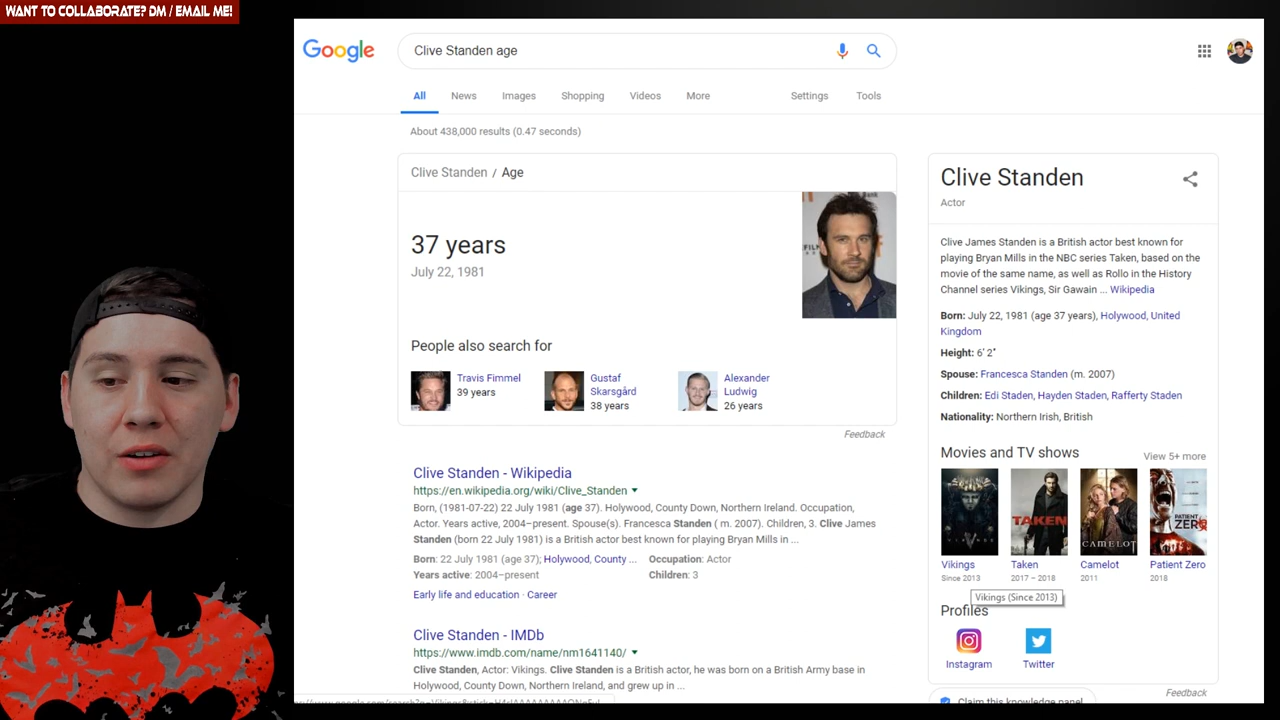 WANT TO COLLABORATE? DM / EMAIL ME!
Google
Clive Standen age
All News Images Shopping Videos More Settings Tools
About 438,000 results (0.47 seconds)
Clive Standen / Age
37 years
July 22, 1981
People also search for
Travis Fimmel
39 years
Gustaf
Skarsgård
38 years
Alexander
Ludwig
26 years
Feedback
Clive Standen - Wikipedia
https://en.wikipedia.org/wiki/Clive_Standen
Born, (1981-07-22) 22 July 1981 (age 37). Holywood, County Down, Northern Ireland. Occupation,
Actor. Years active, 2004–present. Spouse(s). Francesca Standen ( m. 2007). Children, 3. Clive James
Standen (born 22 July 1981) is a British actor best known for playing Bryan Mills in ...
Born: 22 July 1981 (age 37); Holywood, County ... Occupation: Actor
Years active: 2004–present Children: 3
Early life and education · Career
Clive Standen - IMDb
https://www.imdb.com/name/nm1641140/
Clive Standen, Actor: Vikings. Clive Standen is a British actor, he was born on a British Army base in
Holywood, County Down, Northern Ireland, and grew up in ...
Clive Standen
Actor
Clive James Standen is a British actor best known for
playing Bryan Mills in the NBC series Taken, based on the
movie of the same name, as well as Rollo in the History
Channel series Vikings, Sir Gawain ... Wikipedia
Born: July 22, 1981 (age 37 years), Holywood, United
Kingdom
Height: 6′ 2″
Spouse: Francesca Standen (m. 2007)
Children: Edi Staden, Hayden Standen, Rafferty Standen
Nationality: Northern Irish, British
Movies and TV shows View 5+ more
TAKEN
CAMELOT
PATIENT
ZERO
Vikings
Since 2013
Taken
2017 – 2018
Camelot
2011
Patient Zero
2018
Vikings (Since 2013)
Profiles
Instagram
Twitter
Feedback
Claim this knowledge panel